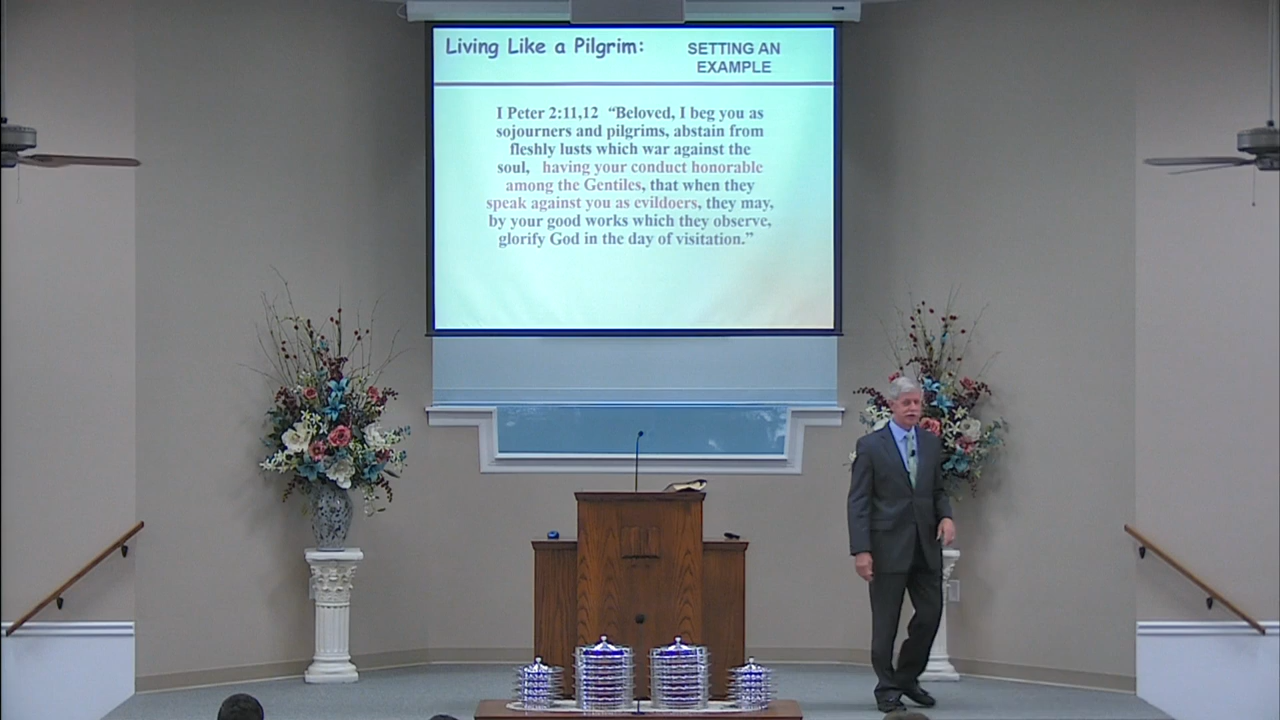 Living Like a Pilgrim:
SETTING AN
EXAMPLE
I Peter 2:11,12 “Beloved, I beg you as
sojourners and pilgrims, abstain from
fleshly lusts which war against the
soul, having your conduct honorable
among the Gentiles, that when they
speak against you as evildoers, they may,
by your good works which they observe,
glorify God in the day of visitation.”